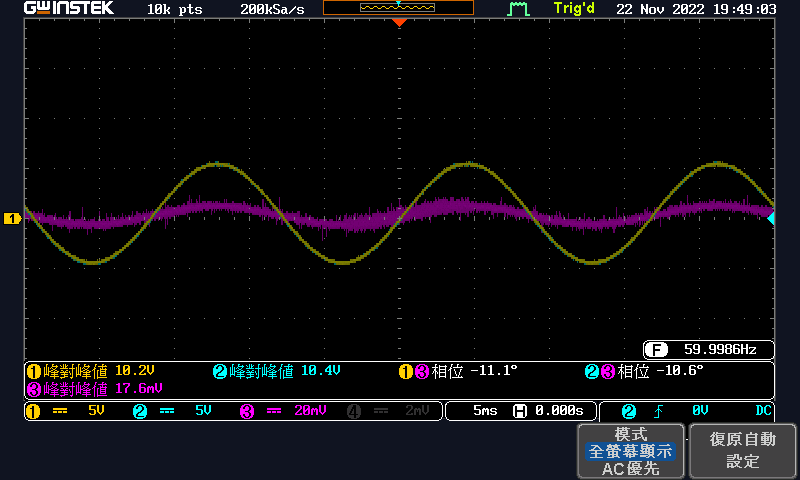 GWINSTEK 10k pts 200kSa/s Trig'd 22 Nov 2022 19:49:03
1
F 59.9986Hz
1 峰對峰值 10.2V 2 峰對峰值 10.4V 1 3 相位 -11.1° 2 3 相位 -10.6°
3 峰對峰值 17.6mV
1 5V 2 5V 3 20mV 4 2mV 5ms H 0.000s 2 0V DC
模式
全螢幕顯示
AC優先
復原自動
設定